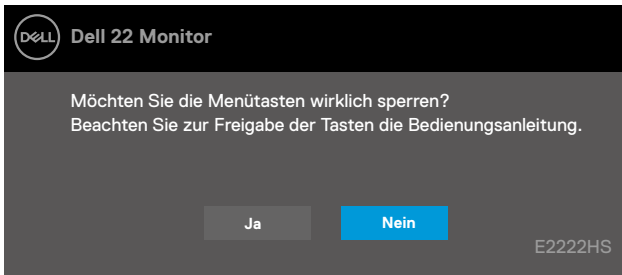 DELL Dell 22 Monitor
Möchten Sie die Menütasten wirklich sperren?
Beachten Sie zur Freigabe der Tasten die Bedienungsanleitung.
Ja Nein
E2222HS